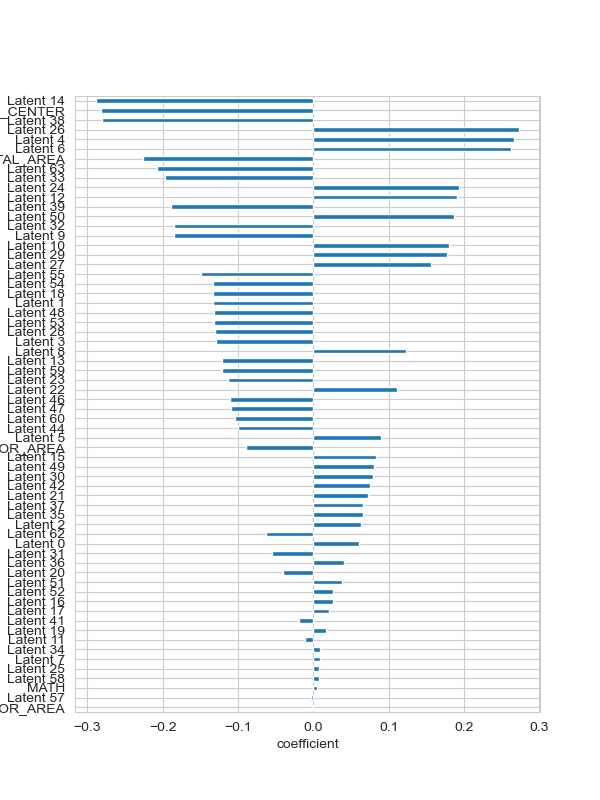 Latent 14
_CENTER
Latent 38
Latent 26
Latent 4
Latent 6
TAL_AREA
Latent 63
Latent 33
Latent 24
Latent 12
Latent 39
Latent 50
Latent 32
Latent 9
Latent 10
Latent 29
Latent 27
Latent 55
Latent 54
Latent 18
Latent 1
Latent 48
Latent 53
Latent 28
Latent 3
Latent 8
Latent 13
Latent 59
Latent 23
Latent 22
Latent 46
Latent 47
Latent 60
Latent 44
Latent 5
OR_AREA
Latent 15
Latent 49
Latent 30
Latent 42
Latent 21
Latent 37
Latent 35
Latent 2
Latent 62
Latent 0
Latent 31
Latent 36
Latent 20
Latent 51
Latent 52
Latent 16
Latent 17
Latent 41
Latent 19
Latent 11
Latent 34
Latent 7
Latent 25
Latent 58
MATH
Latent 57
OR_AREA
−0.3 −0.2 −0.1 0.0 0.1 0.2 0.3
coefficient